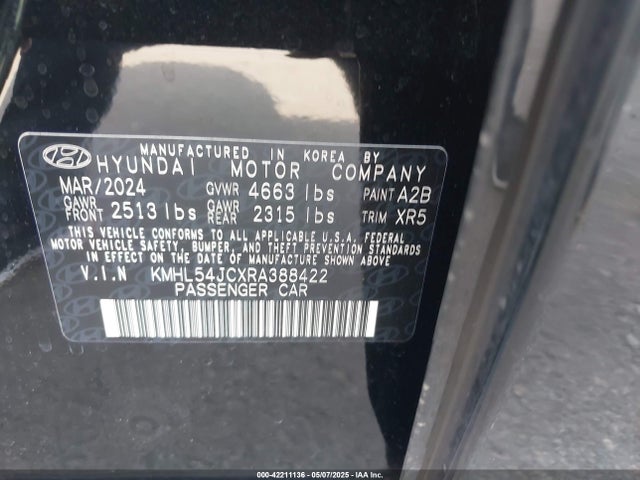 MANUFACTURED IN KOREA BY
HYUNDAI MOTOR COMPANY
MAR/2024 GVWR 4663 lbs PAINT A2B
GAWR FRONT 2513 lbs GAWR REAR 2315 lbs TRIM XR5
THIS VEHICLE CONFORMS TO ALL APPLICABLE U.S.A. FEDERAL
MOTOR VEHICLE SAFETY, BUMPER, AND THEFT PREVENTION STANDARDS
IN EFFECT ON THE DATE OF MANUFACTURE SHOWN ABOVE
V.I.N KMHL54JCXRA388422
PASSENGER CAR
000-42211136 - 05/07/2025 - IAAI.COM